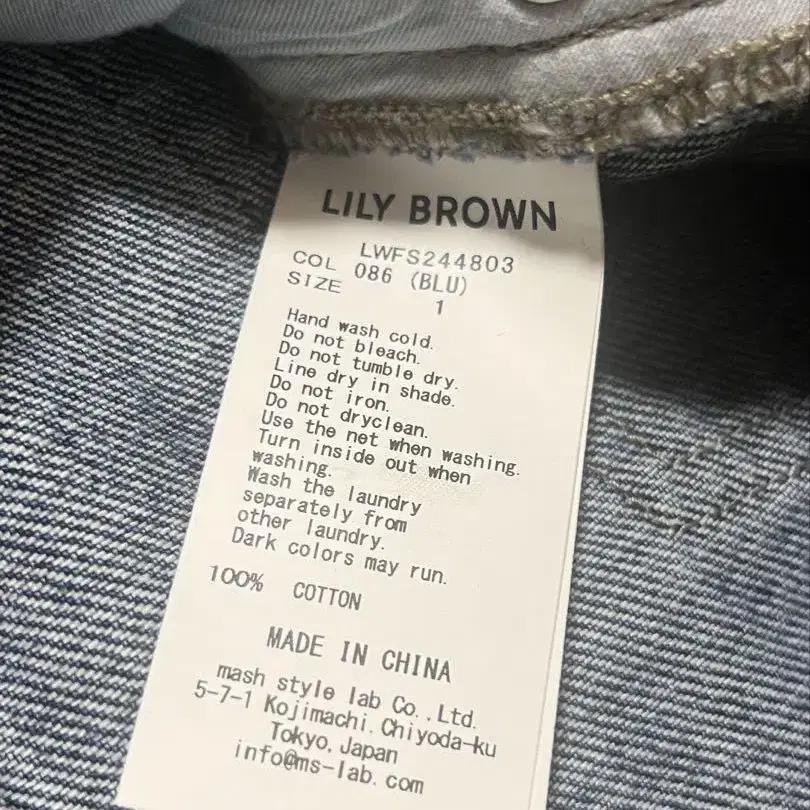 LILY BROWN
LWFS244803
COL 086 (BLU)
SIZE 1
Hand wash cold.
Do not bleach.
Do not tumble dry.
Line dry in shade.
Do not iron.
Do not dryclean.
Use the net when washing.
Turn inside out when
washing.
Wash the laundry
separately from
other laundry.
Dark colors may run.
100% COTTON
MADE IN CHINA
mash style lab Co.,Ltd.
5-7-1 Kojimachi.Chiyoda-ku
Tokyo,Japan
info@ms-lab.com